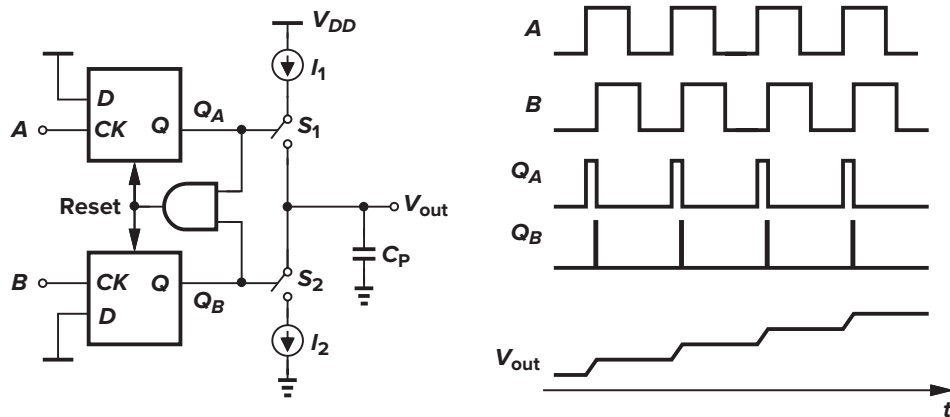 V_DD
I_1
D
Q_A
A
CK
Q
S_1
Reset
V_out
C_P
B
CK
Q
S_2
Q_B
D
I_2
A
B
Q_A
Q_B
V_out
t